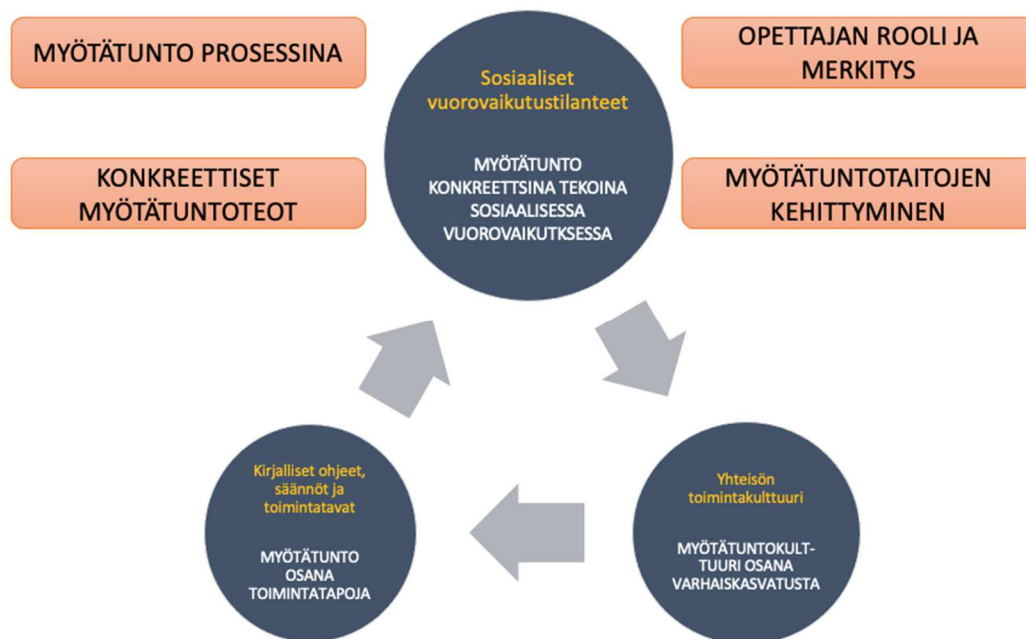 MYÖTÄTUNTO PROSESSINA
OPETTAJAN ROOLI JA
MERKITYS
KONKREETTISET
MYÖTÄTUNTOTEOT
MYÖTÄTUNTOTAITOJEN
KEHITTYMINEN
Sosiaaliset
vuorovaikutustilanteet
MYÖTÄTUNTO
KONKREETTSINA TEKOINA
SOSIAALISESSA
VUOROVAIKUTKSESSA
Yhteisön
toimintakulttuuri
MYÖTÄTUNTOKULT-
TUURI OSANA
VARHAISKASVATUSTA
Kirjalliset ohjeet,
säännöt ja
toimintatavat
MYÖTÄTUNTO
OSANA
TOIMINTATAPOJA